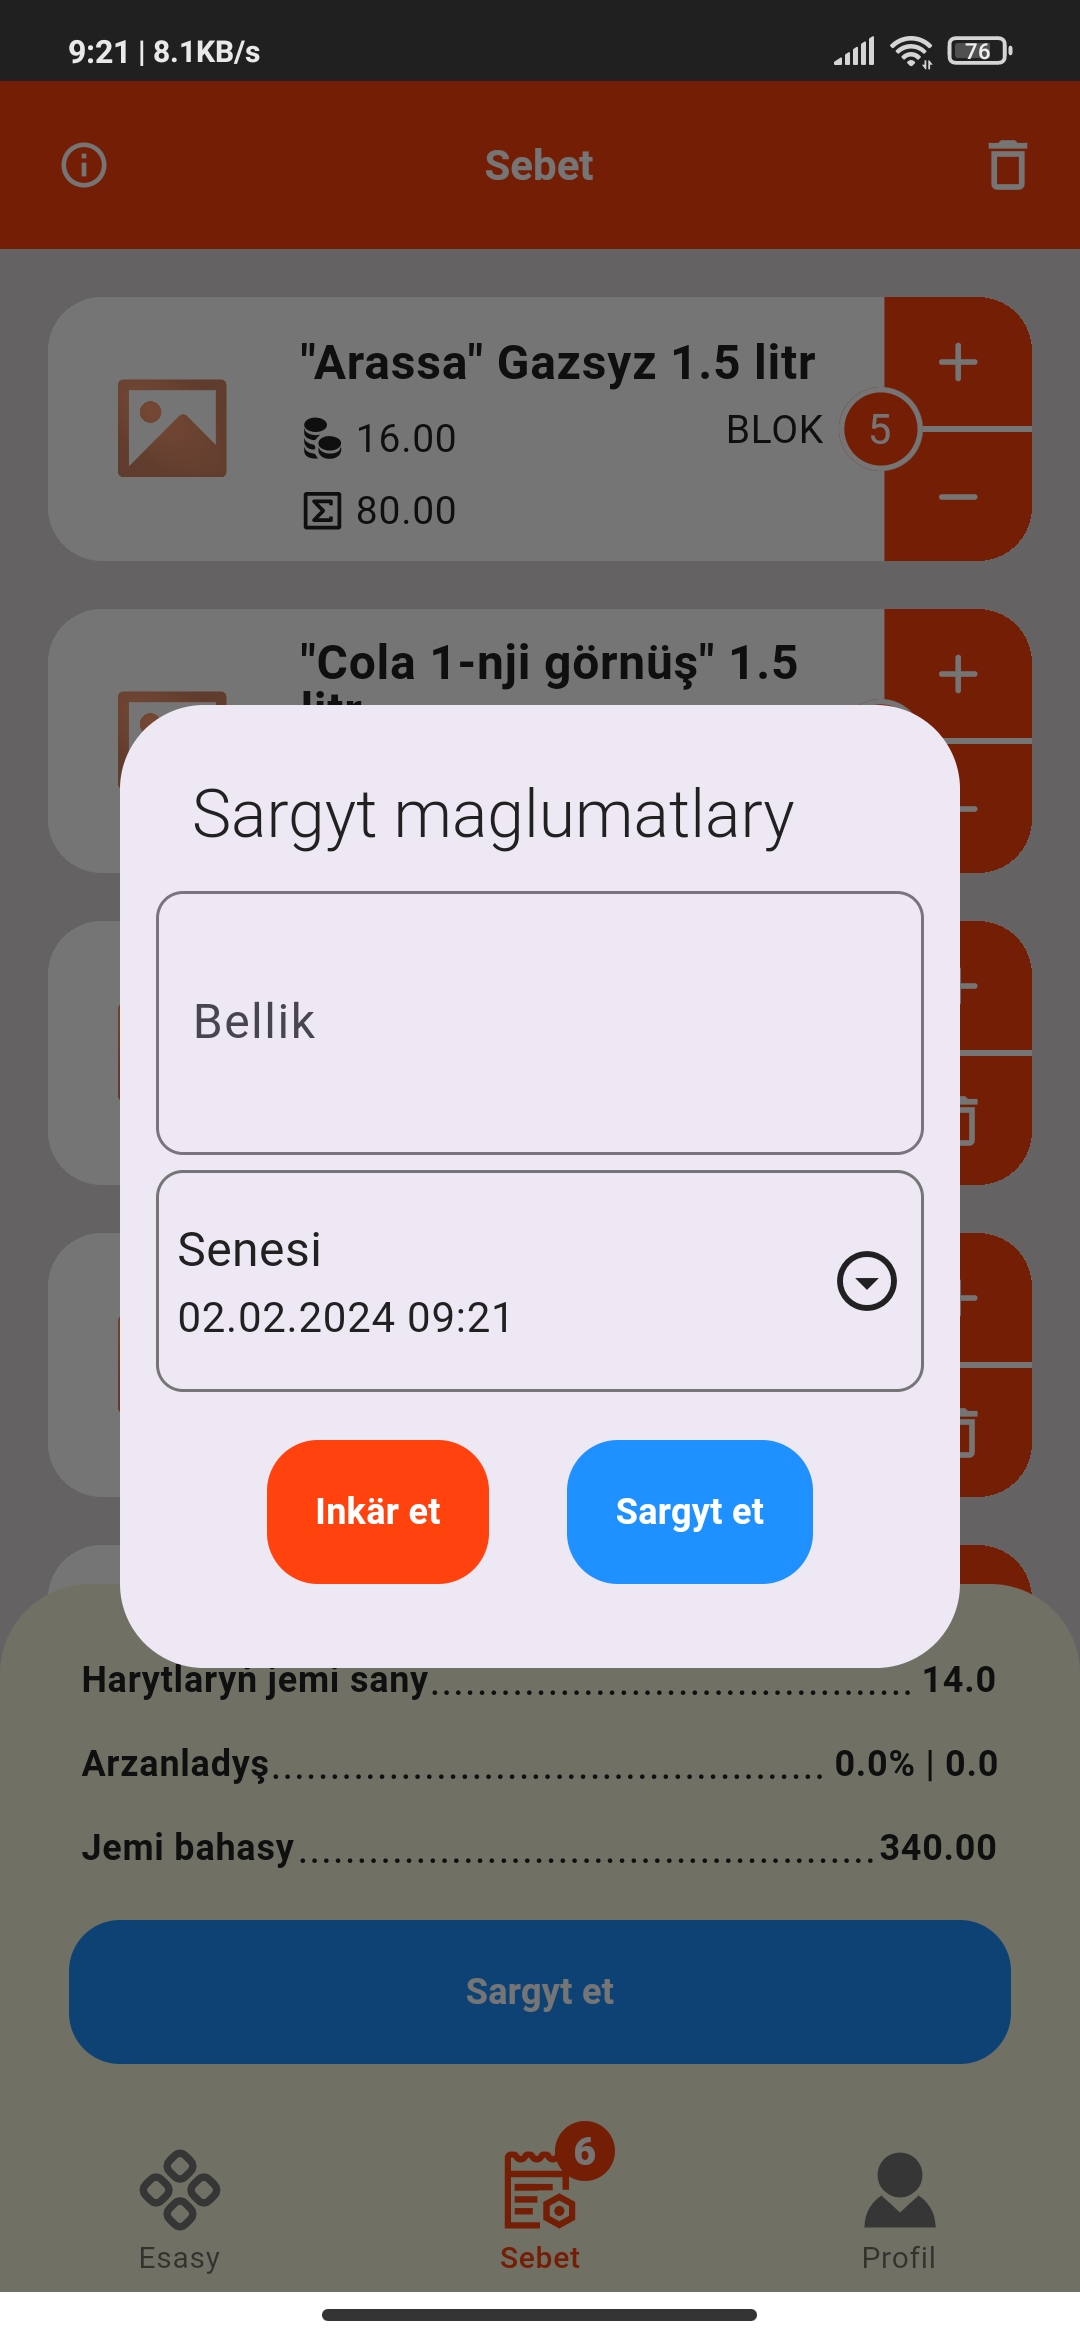 9:21 | 8.1KB/s
76
Sebet
"Arassa" Gazsyz 1.5 litr
16.00
BLOK
5
80.00
"Cola 1-nji görnüş" 1.5
litr
Sargyt maglumatlary
Bellik
Senesi
02.02.2024 09:21
Inkär et
Sargyt et
Harytlaryň jemi sany 14.0
Arzanladyş 0.0% | 0.0
Jemi bahasy 340.00
Sargyt et
6
Esasy
Sebet
Profil